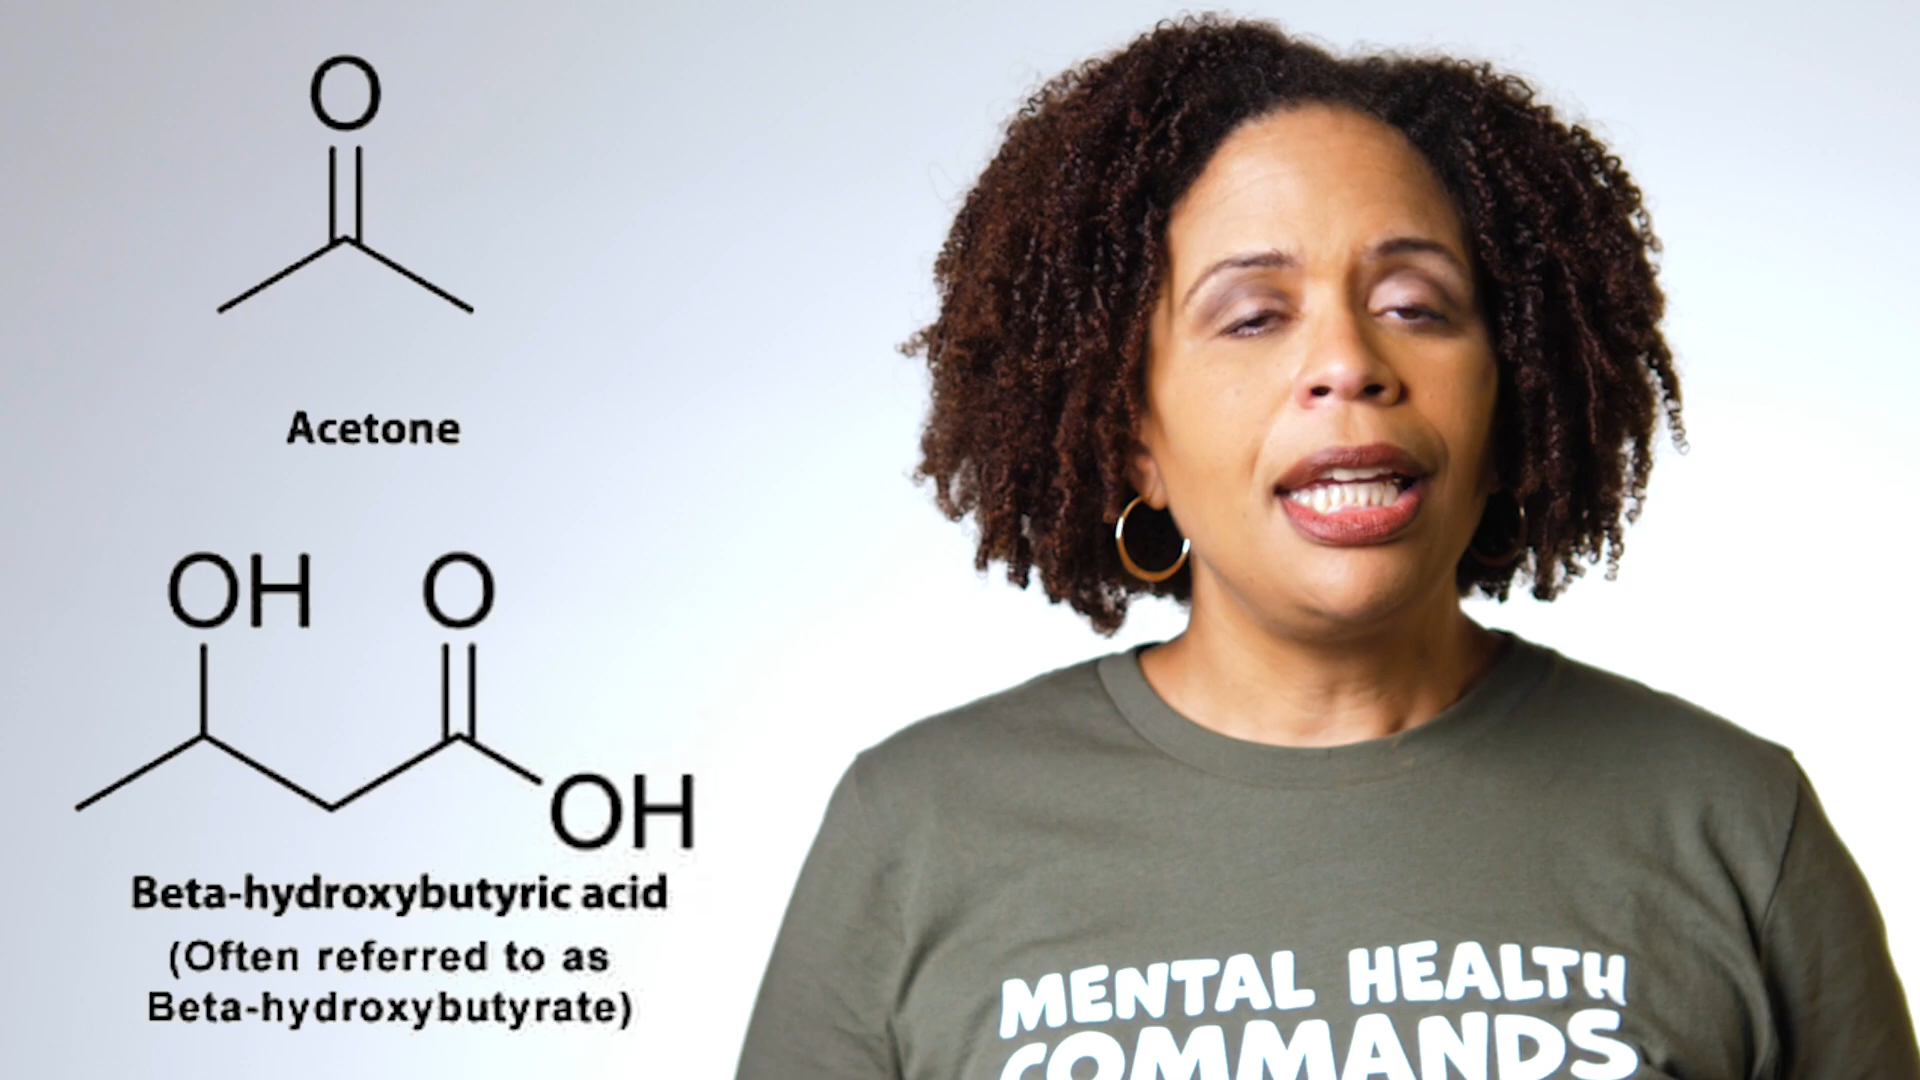 O
Acetone
OH O
OH
Beta-hydroxybutyric acid
(Often referred to as
Beta-hydroxybutyrate)
MENTAL HEALTH
COMMANDS